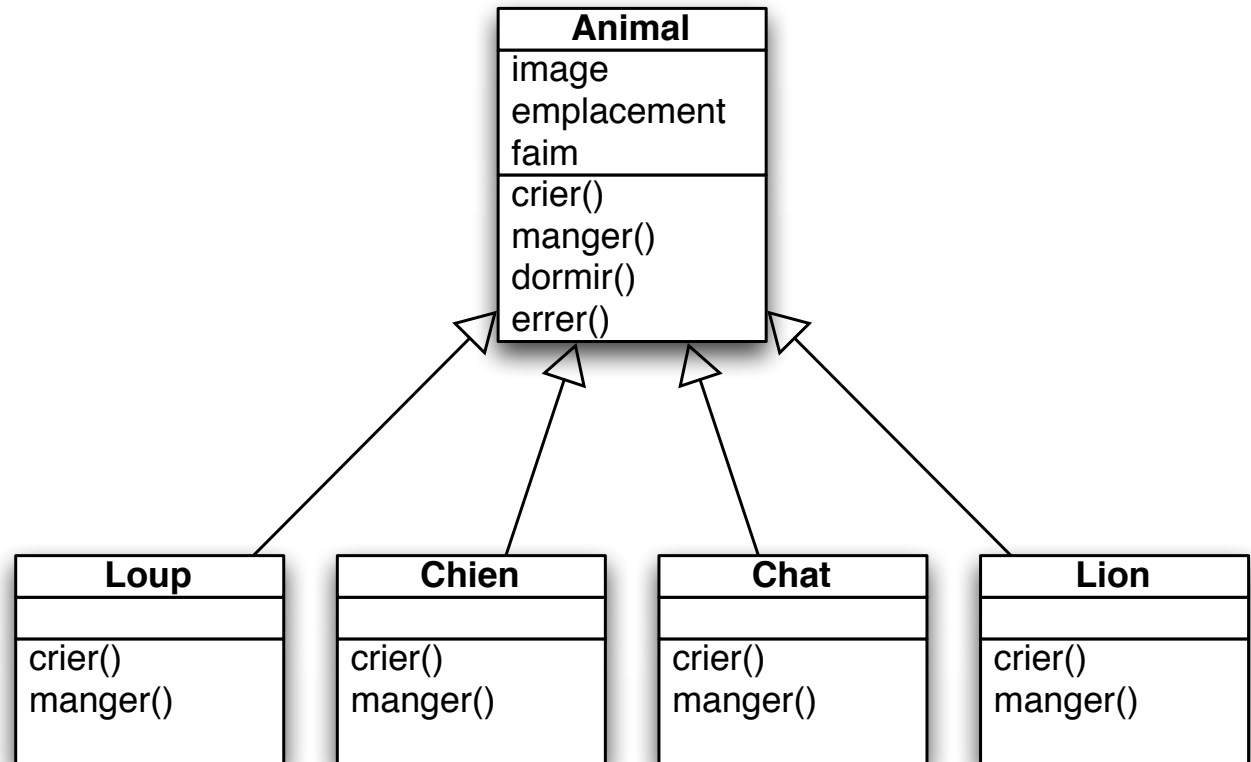 Animal
image
emplacement
faim
crier()
manger()
dormir()
errer()
Loup
crier()
manger()
Chien
crier()
manger()
Chat
crier()
manger()
Lion
crier()
manger()